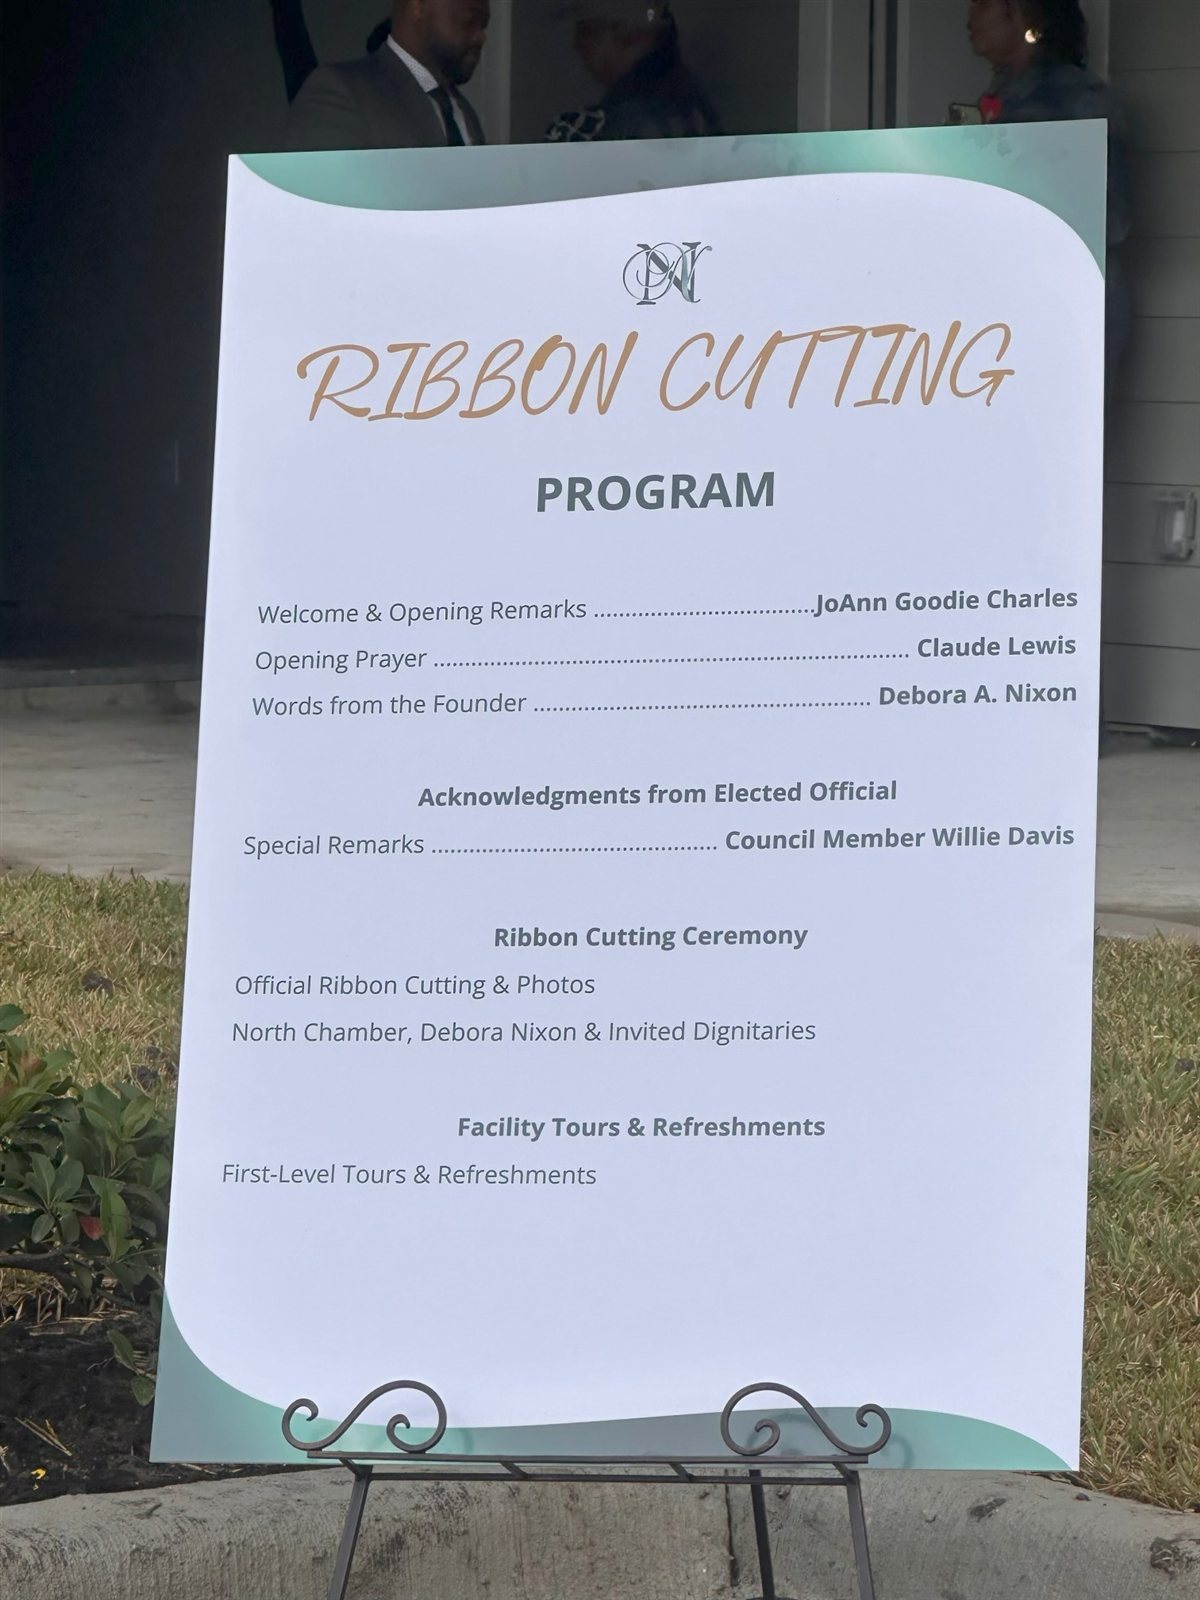 RIBBON CUTTING
PROGRAM
Welcome & Opening Remarks ........................................JoAnn Goodie Charles
Opening Prayer ..................................................................................... Claude Lewis
Words from the Founder ............................................................. Debora A. Nixon
Acknowledgments from Elected Official
Special Remarks ................................................... Council Member Willie Davis
Ribbon Cutting Ceremony
Official Ribbon Cutting & Photos
North Chamber, Debora Nixon & Invited Dignitaries
Facility Tours & Refreshments
First-Level Tours & Refreshments